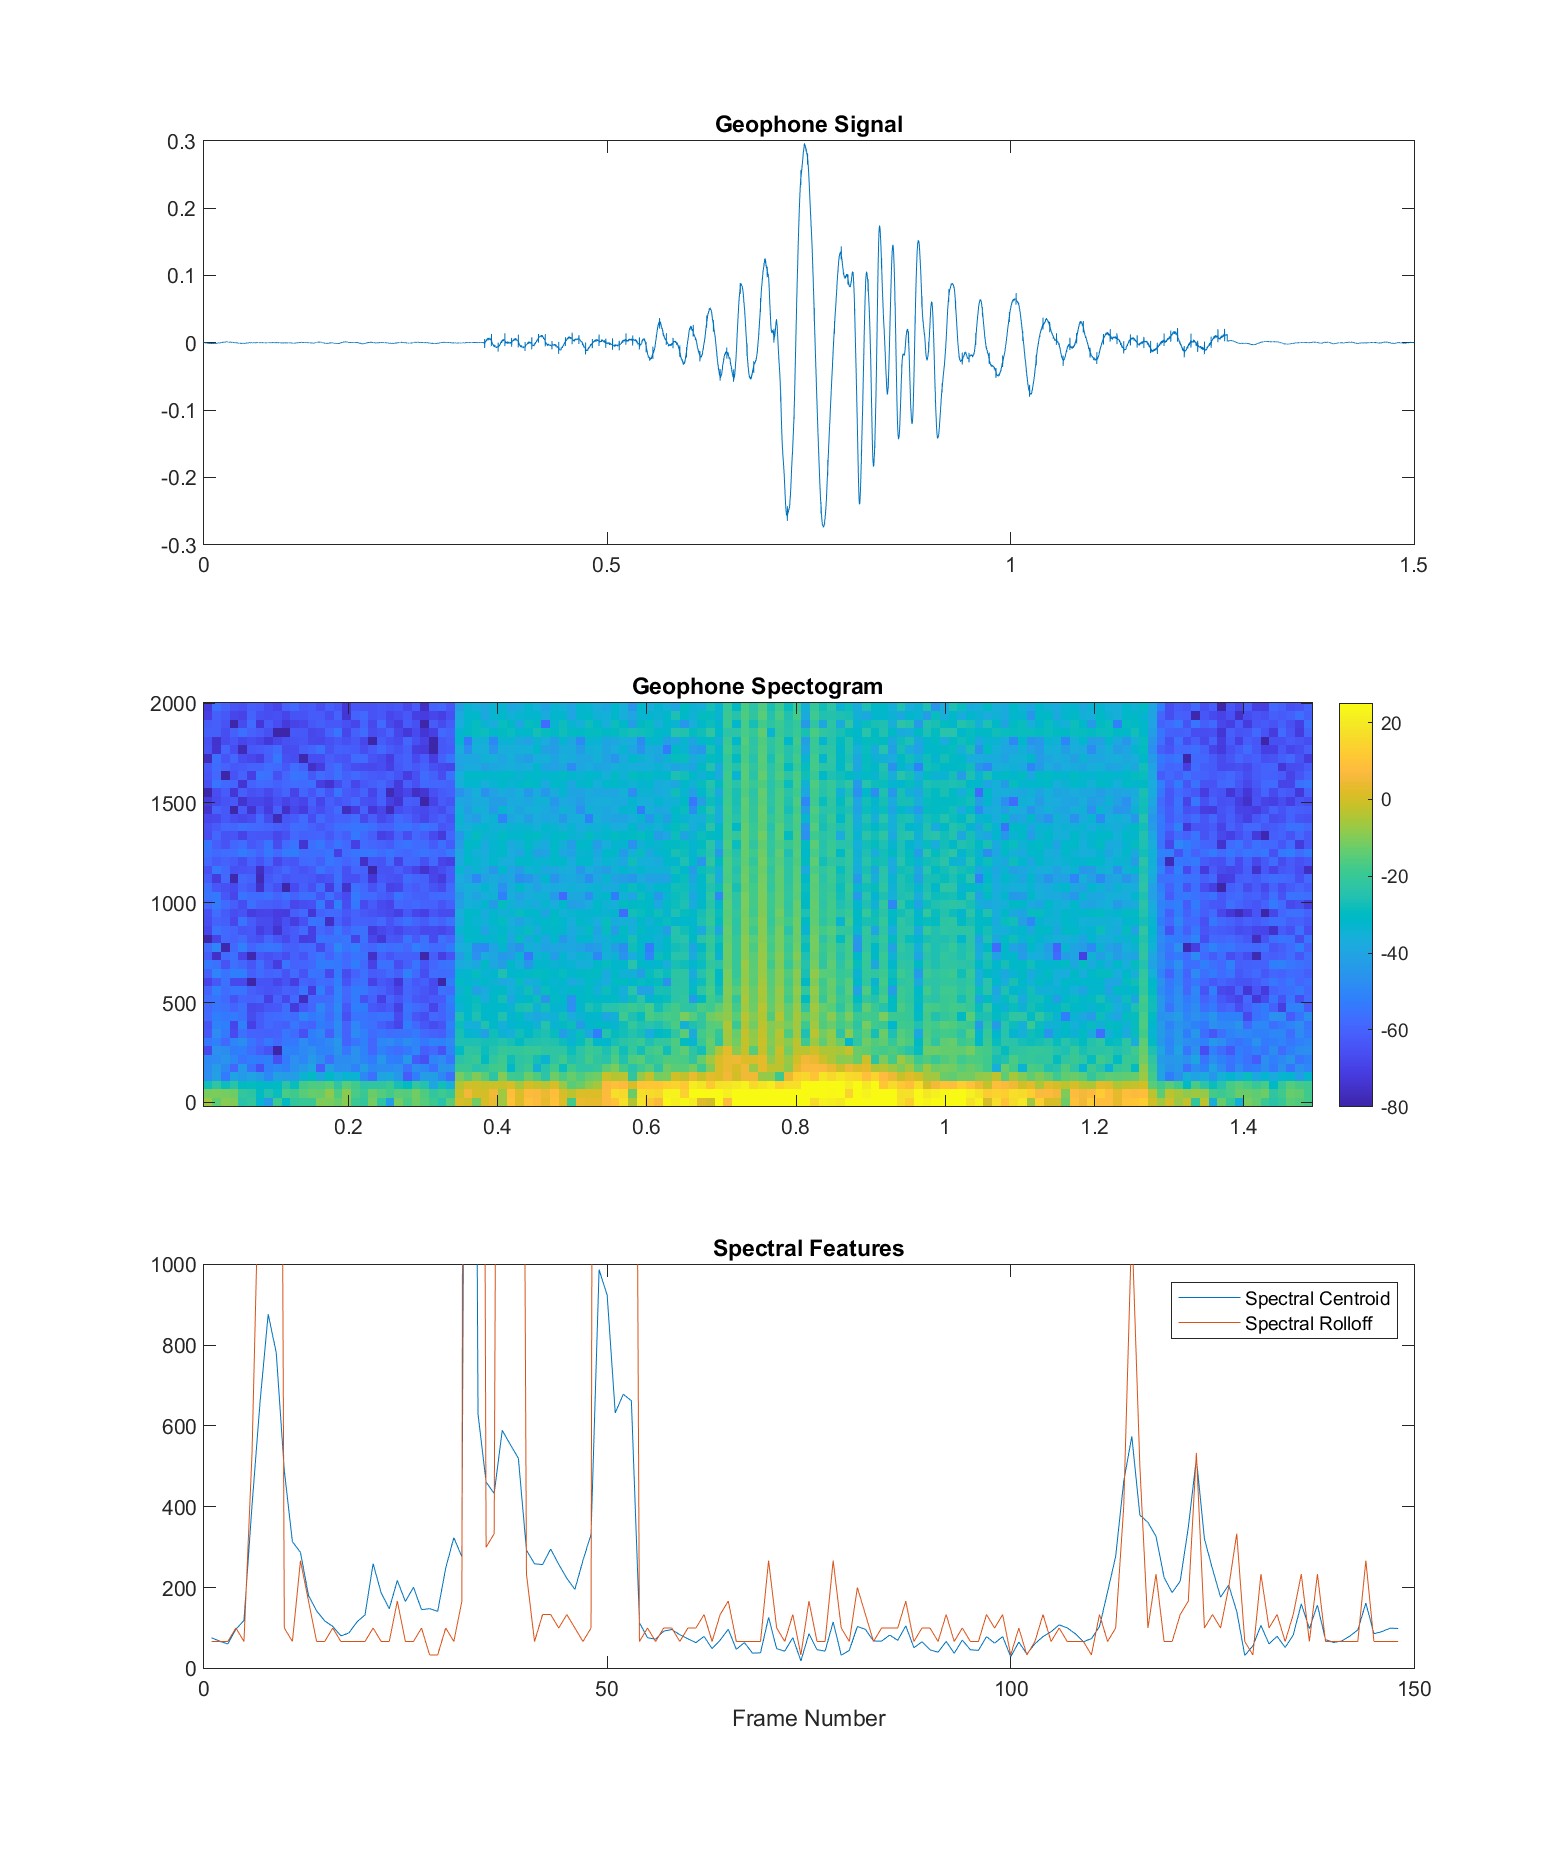 Geophone Signal
0.3
0.2
0.1
0
-0.1
-0.2
-0.3
0 0.5 1 1.5
Geophone Spectogram
2000
1500
1000
500
0
0.2 0.4 0.6 0.8 1 1.2 1.4
20
0
-20
-40
-60
-80
Spectral Features
1000
800
600
400
200
0
Spectral Centroid
Spectral Rolloff
0 50 100 150
Frame Number